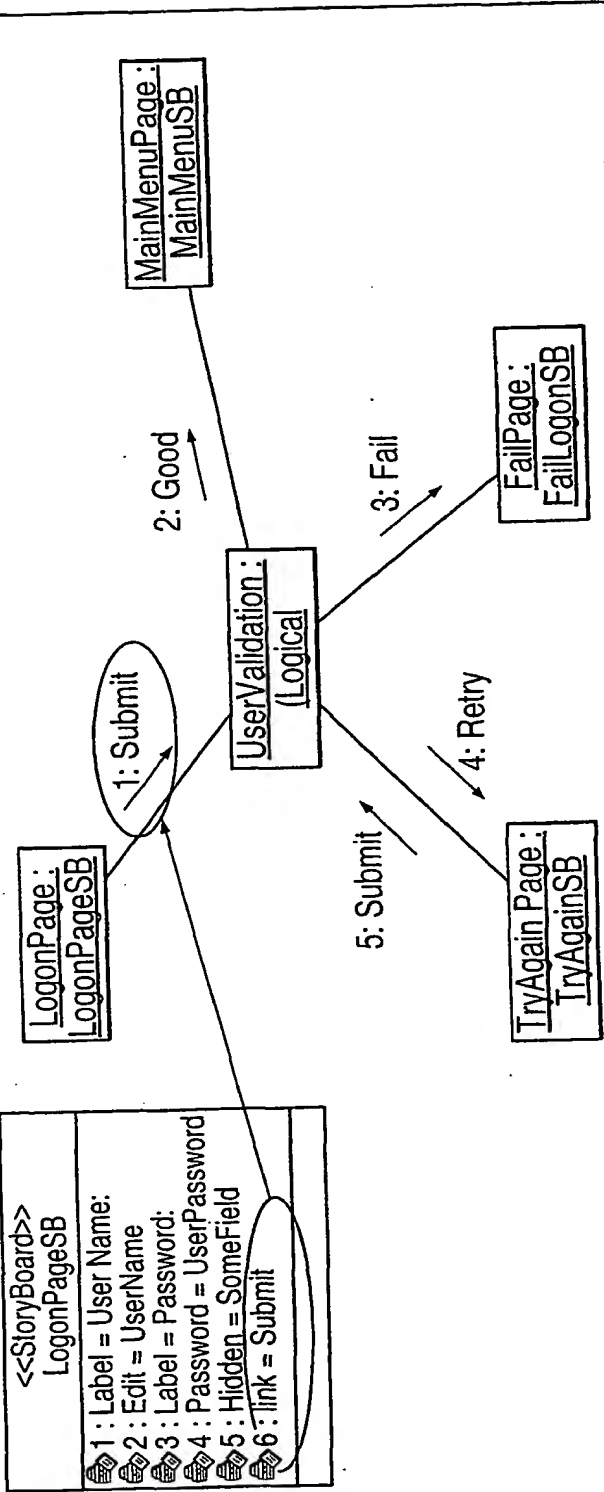 <<StoryBoard>>
LogonPageSB
1 : Label = User Name:
2 : Edit = UserName
3 : Label = Password:
4 : Password = UserPassword
5 : Hidden = SomeField
6 : link = Submit
LogonPage :
LogonPageSB
1: Submit
UserValidation :
(Logical
2: Good
MainMenuPage :
MainMenuSB
3: Fail
FailPage :
FailLogonSB
4: Retry
5: Submit
TryAgain Page :
TryAgainSB